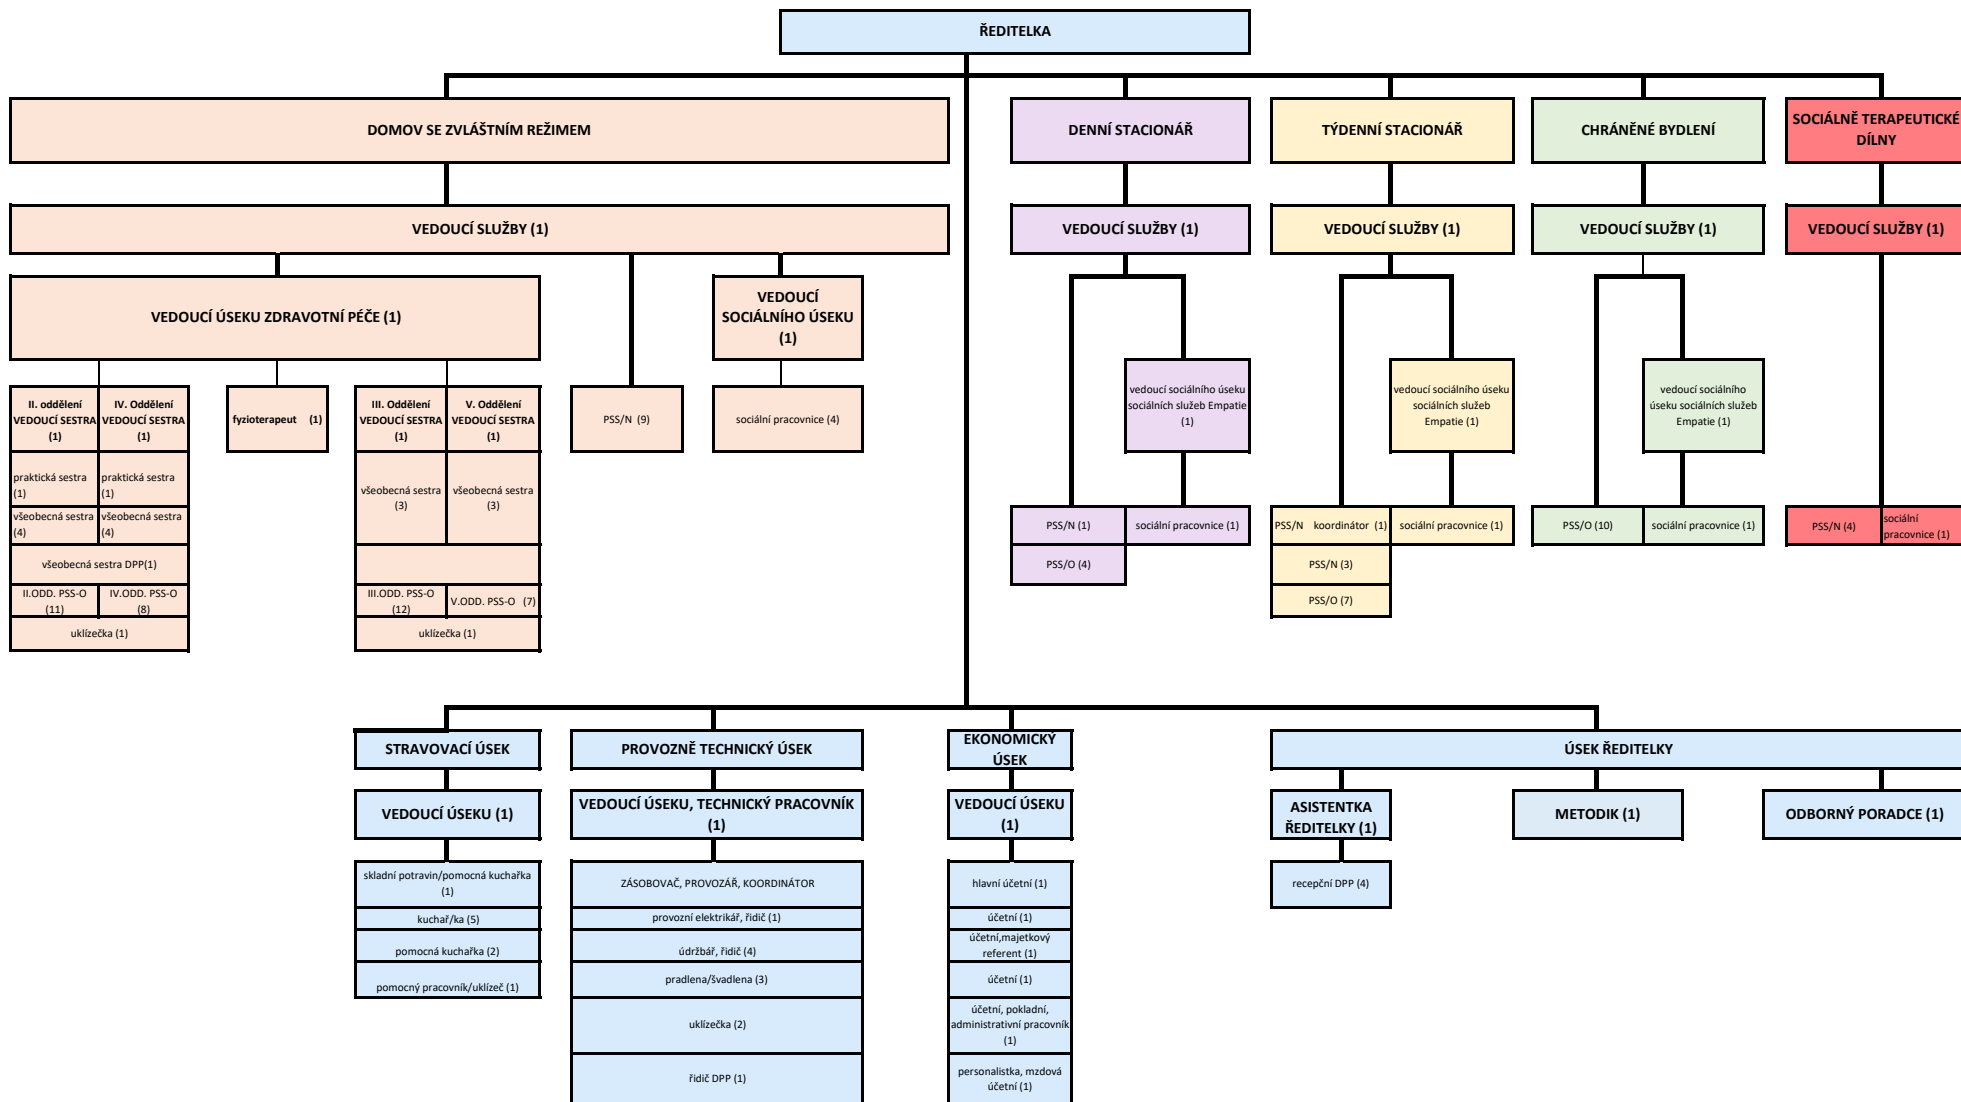 ŘEDITELKA
DOMOV SE ZVLÁŠTNÍM REŽIMEM
DENNÍ STACIONÁŘ
TÝDENNÍ STACIONÁŘ
CHRÁNĚNÉ BYDLENÍ
SOCIÁLNĚ TERAPEUTICKÉ
DÍLNY
VEDOUCÍ SLUŽBY (1)
VEDOUCÍ SLUŽBY (1)
VEDOUCÍ SLUŽBY (1)
VEDOUCÍ SLUŽBY (1)
VEDOUCÍ SLUŽBY (1)
VEDOUCÍ ÚSEKU ZDRAVOTNÍ PÉČE (1)
VEDOUCÍ
SOCIÁLNÍHO ÚSEKU
(1)
II. oddělení
VEDOUCÍ SESTRA
(1)
IV. Oddělení
VEDOUCÍ SESTRA
(1)
fyzioterapeut (1)
III. Oddělení
VEDOUCÍ SESTRA
(1)
V. Oddělení
VEDOUCÍ SESTRA
(1)
PSS/N (9)
sociální pracovnice (4)
vedoucí sociálního úseku
sociálních služeb Empatie
(1)
vedoucí sociálního úseku
sociálních služeb
Empatie (1)
vedoucí sociálního
úseku sociálních služeb
Empatie (1)
praktická sestra
(1)
praktická sestra
(1)
všeobecná sestra
(3)
všeobecná sestra
(3)
všeobecná sestra
(4)
všeobecná sestra
(4)
všeobecná sestra DPP(1)
II.ODD. PSS-O
(11)
IV.ODD. PSS-O
(8)
III.ODD. PSS-O
(12)
V.ODD. PSS-O (7)
uklízečka (1)
uklízečka (1)
PSS/N (1)
sociální pracovnice (1)
PSS/O (4)
PSS/N koordinátor (1)
sociální pracovnice (1)
PSS/N (3)
PSS/O (7)
PSS/O (10)
sociální pracovnice (1)
PSS/N (4)
sociální
pracovnice (1)
STRAVOVACÍ ÚSEK
PROVOZNĚ TECHNICKÝ ÚSEK
EKONOMICKÝ
ÚSEK
ÚSEK ŘEDITELKY
VEDOUCÍ ÚSEKU (1)
VEDOUCÍ ÚSEKU, TECHNICKÝ PRACOVNÍK
(1)
VEDOUCÍ ÚSEKU
(1)
ASISTENTKA
ŘEDITELKY (1)
METODIK (1)
ODBORNÝ PORADCE (1)
skladní potravin/pomocná kuchařka
(1)
kuchař/ka (5)
pomocná kuchařka (2)
pomocný pracovník/uklízeč (1)
ZÁSOBOVAČ, PROVOZÁŘ, KOORDINÁTOR
provozní elektrikář, řidič (1)
údržbář, řidič (4)
pradlena/švadlena (3)
uklízečka (2)
řidič DPP (1)
hlavní účetní (1)
účetní (1)
účetní,majetkový
referent (1)
účetní (1)
účetní, pokladní,
administrativní pracovník
(1)
personalistka, mzdová
účetní (1)
recepční DPP (4)